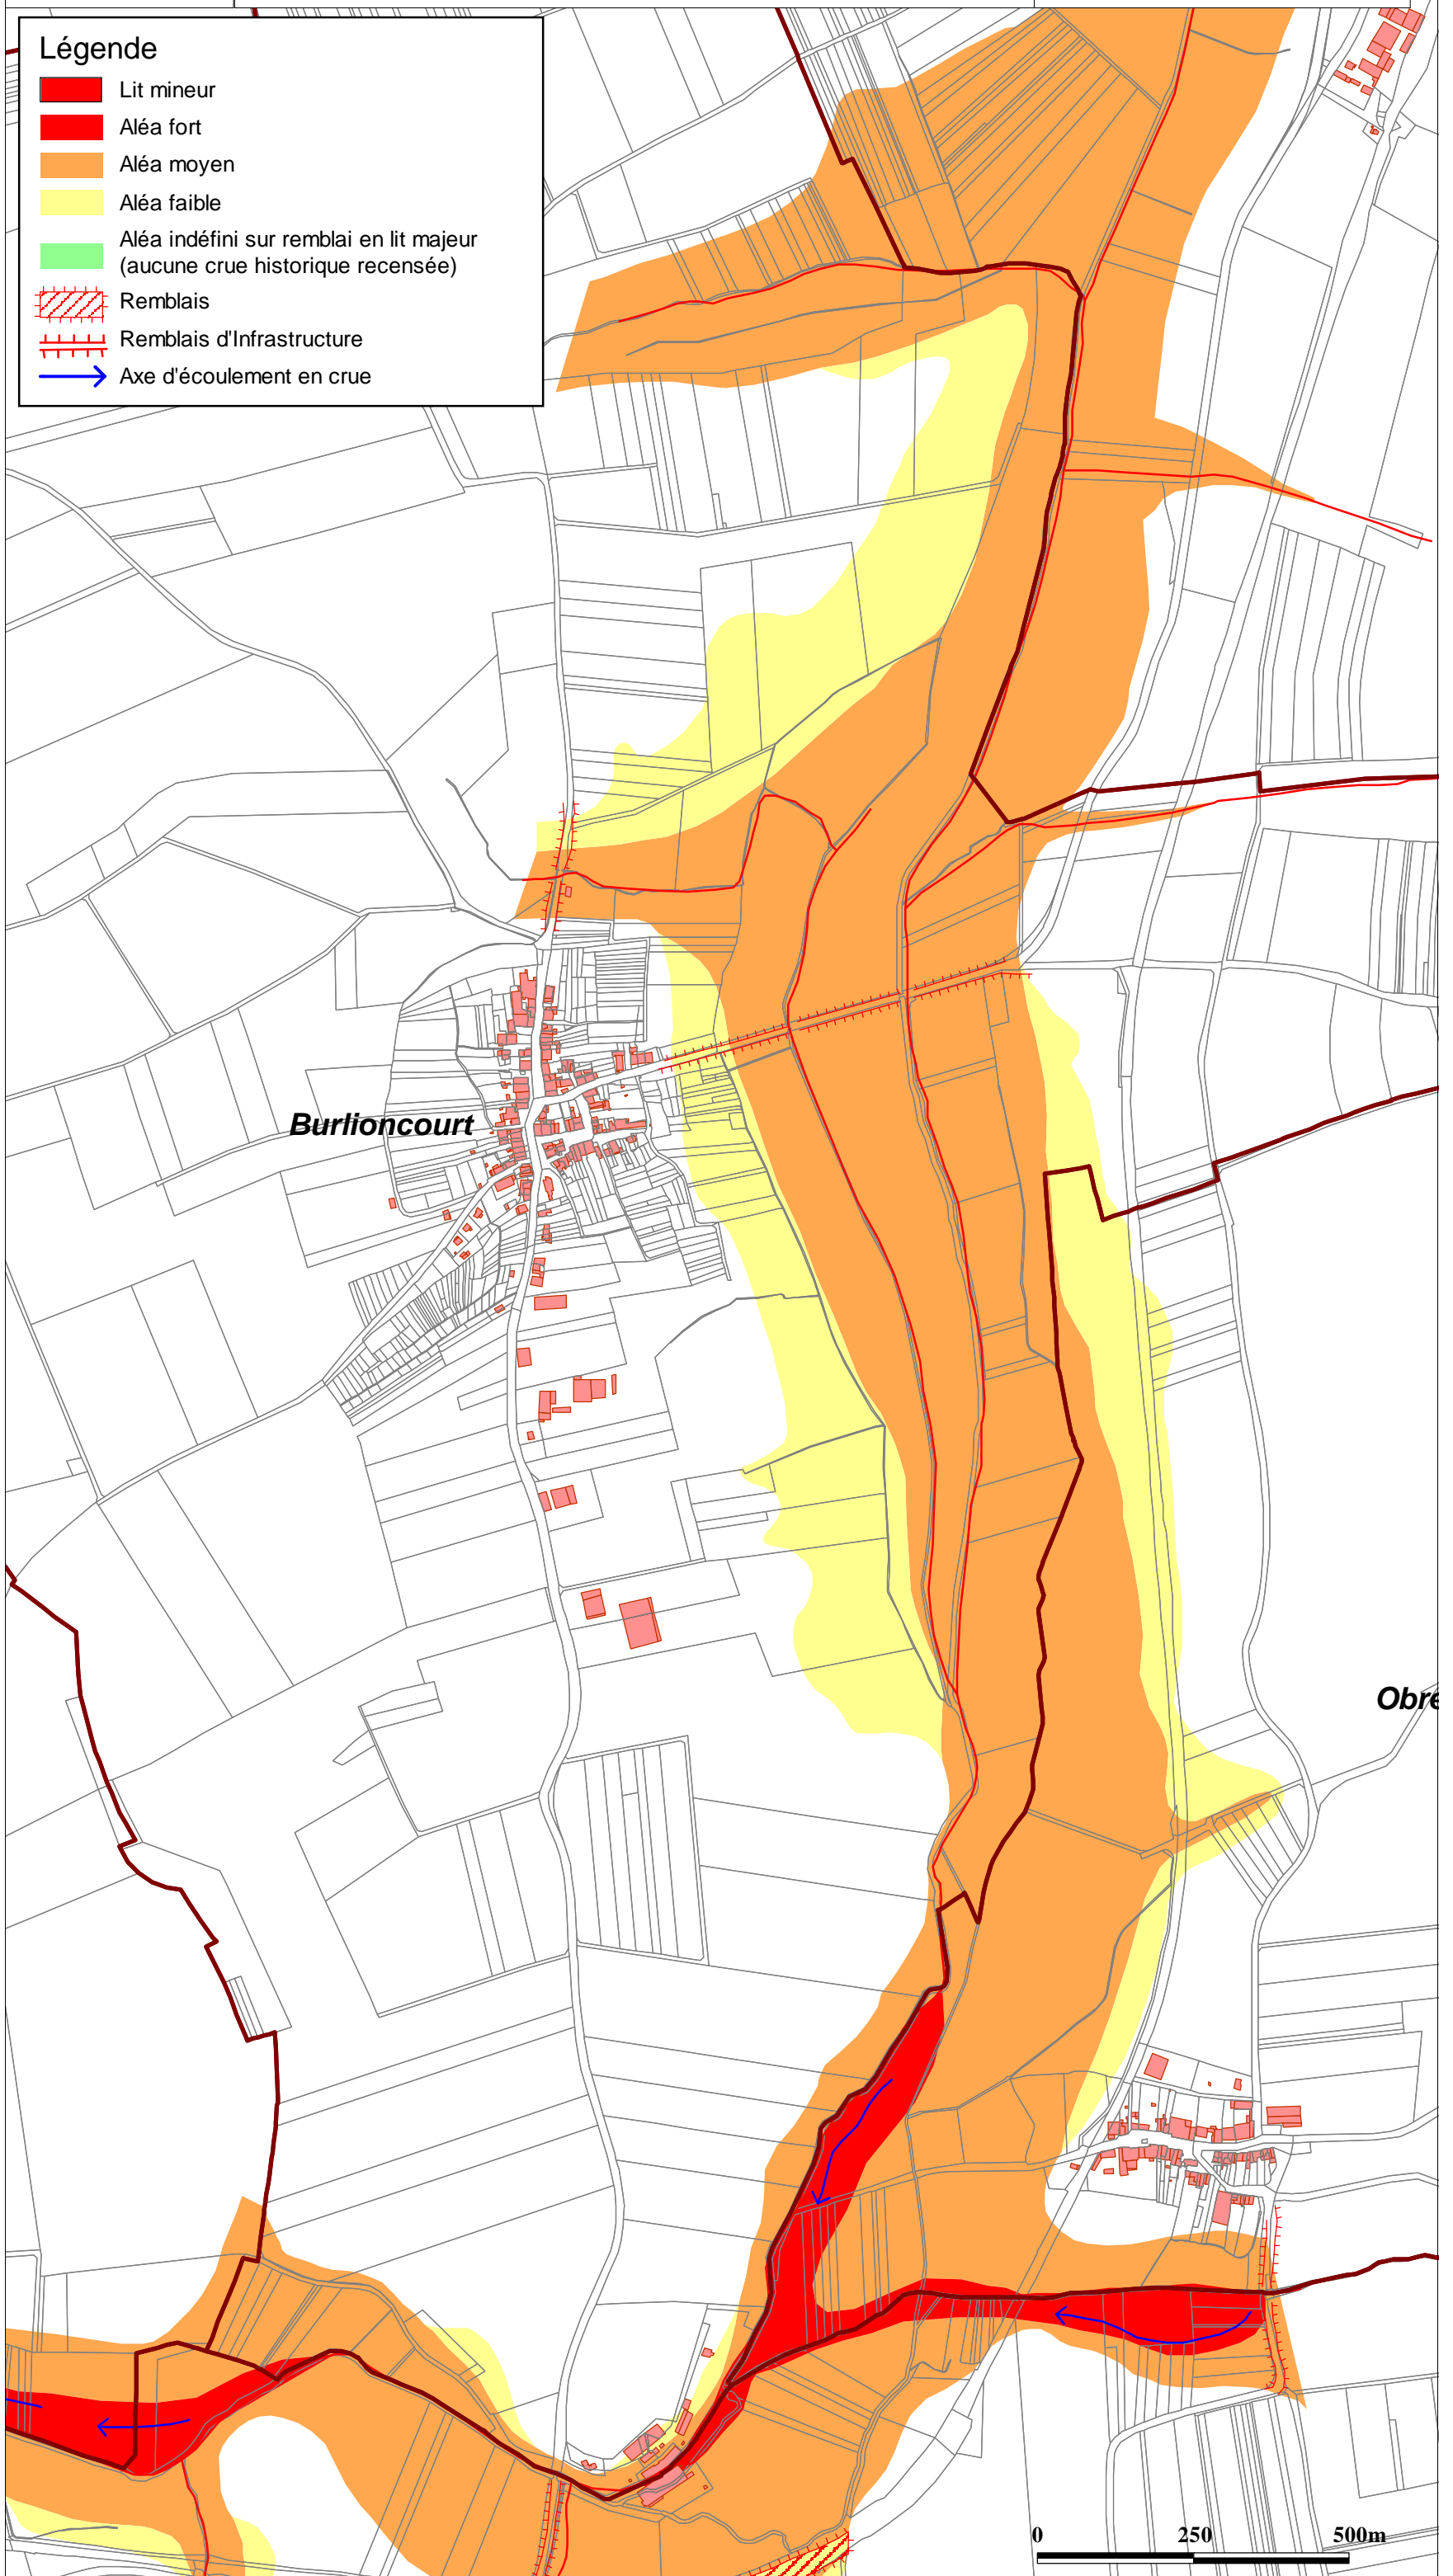 Légende
Lit mineur
Aléa fort
Aléa moyen
Aléa faible
Aléa indéfini sur remblai en lit majeur
(aucune crue historique recensée)
Remblais
Remblais d'Infrastructure
Axe d'écoulement en crue
Burlioncourt
Obre
0 250 500m